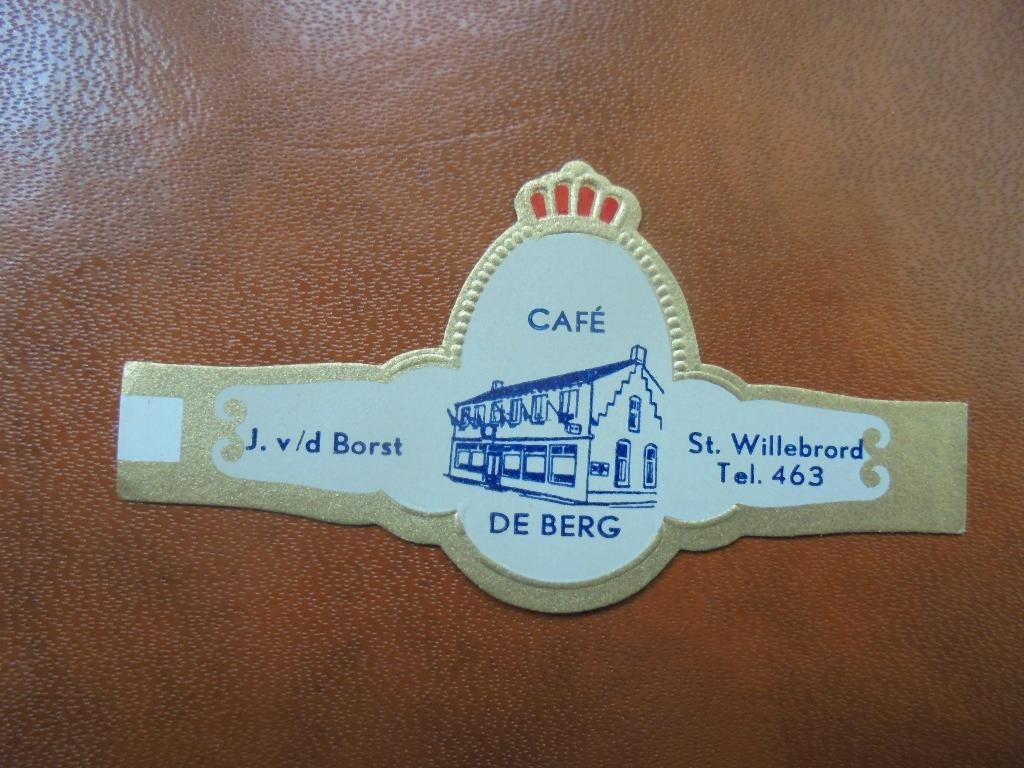 CAFÉ
DE BERG
J. v/d Borst
St. Willebrord
Tel. 463